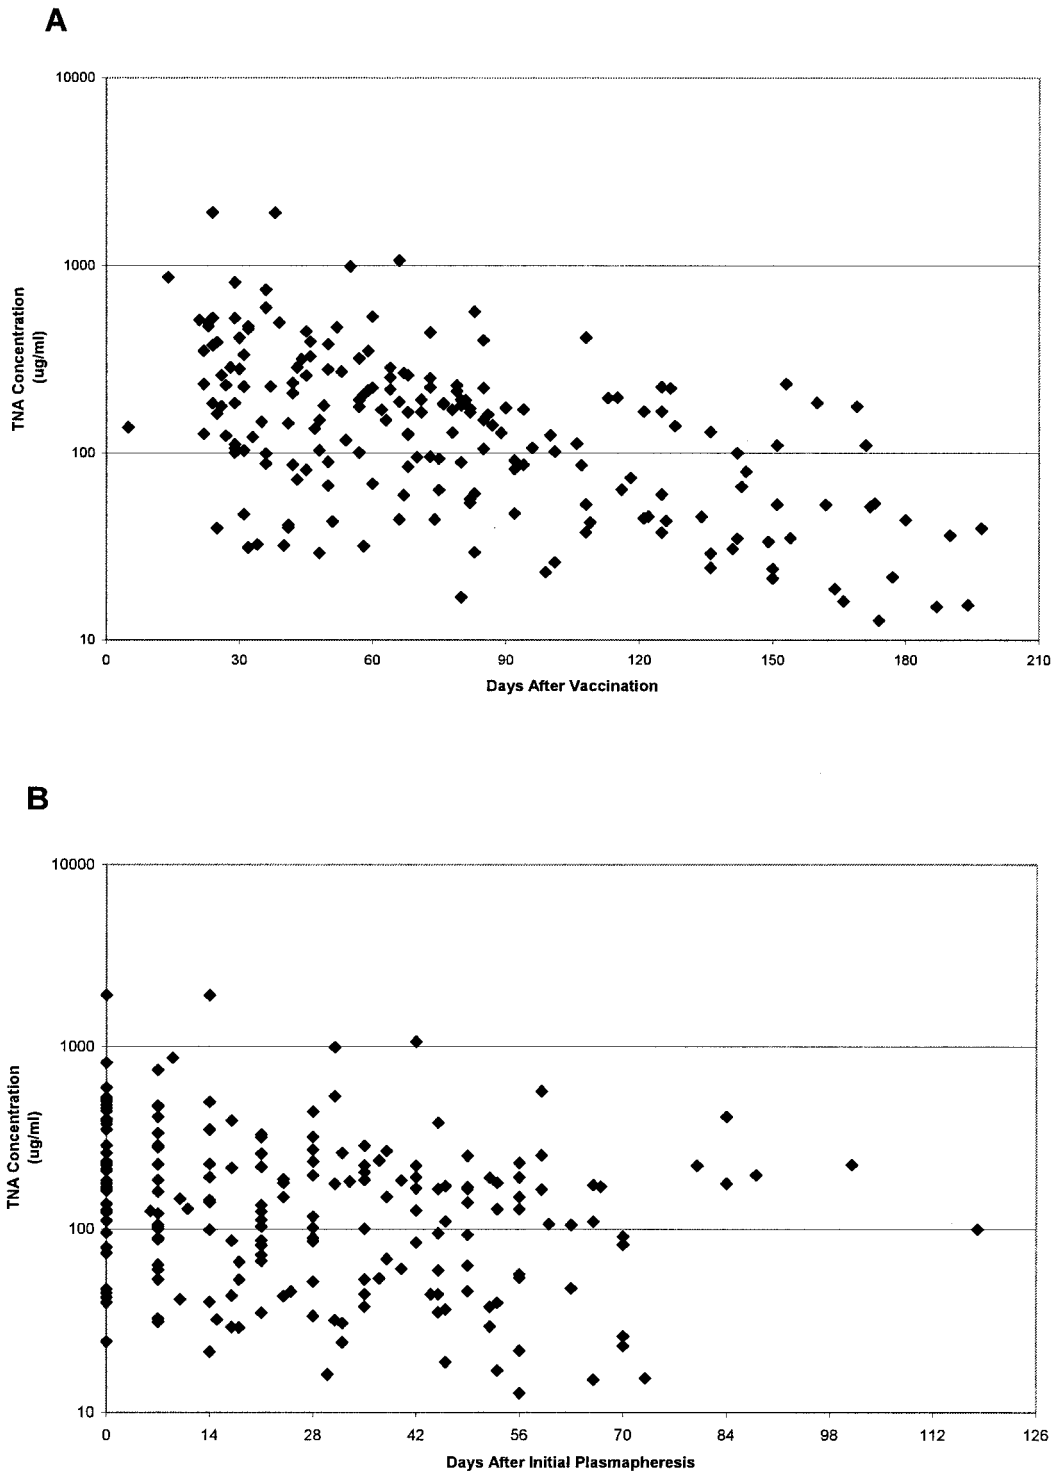 A
10000
1000
100
10
TNA Concentration
(ug/ml)
0 30 60 90 120 150 180 210
Days After Vaccination
B
10000
1000
100
10
TNA Concentration
(ug/ml)
0 14 28 42 56 70 84 98 112 126
Days After Initial Plasmapheresis